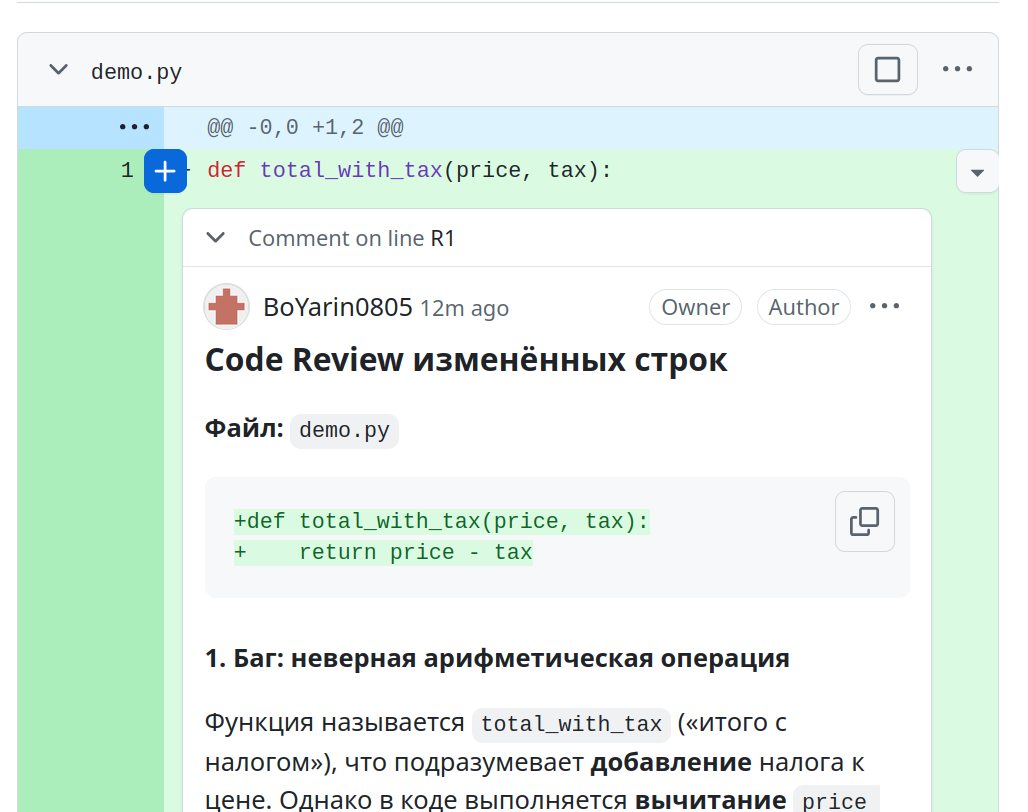 demo.py
@@ -0,0 +1,2 @@
1 def total_with_tax(price, tax):
Comment on line R1
BoYarin0805 12m ago Owner Author
Code Review изменённых строк
Файл: demo.py
+def total_with_tax(price, tax):
+    return price - tax
1. Баг: неверная арифметическая операция
Функция называется total_with_tax («итого с
налогом»), что подразумевает добавление налога к
цене. Однако в коде выполняется вычитание price